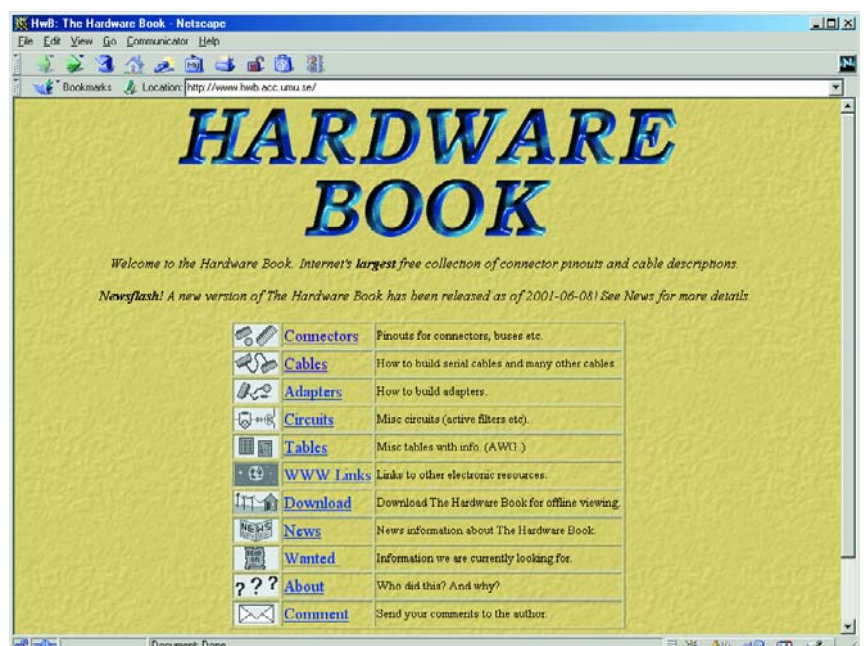 HwB: The Hardware Book - Netscape
File Edit View Go Communicator Help
Bookmarks Location: http://www.hwb.acc.umu.se/
HARDWARE
BOOK
Welcome to the Hardware Book. Internet's largest free collection of connector pinouts and cable descriptions.
Newsflash! A new version of The Hardware Book has been released as of 2001-06-08! See News for more details.
Connectors Pinouts for connectors, buses etc.
Cables How to build serial cables and many other cables.
Adapters How to build adapters.
Circuits Misc circuits (active filters etc).
Tables Misc tables with info. (AWG..)
WWW Links Links to other electronic resources.
Download Download The Hardware Book for offline viewing.
NEWS News News information about The Hardware Book.
Wanted Information we are currently looking for.
??? About Who did this? And why?
Comment Send your comments to the author.
Document: Done